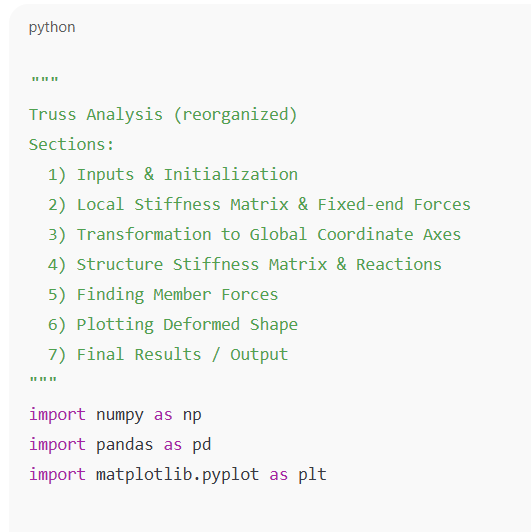 python
"""
Truss Analysis (reorganized)
Sections:
  1) Inputs & Initialization
  2) Local Stiffness Matrix & Fixed-end Forces
  3) Transformation to Global Coordinate Axes
  4) Structure Stiffness Matrix & Reactions
  5) Finding Member Forces
  6) Plotting Deformed Shape
  7) Final Results / Output
"""
import numpy as np
import pandas as pd
import matplotlib.pyplot as plt